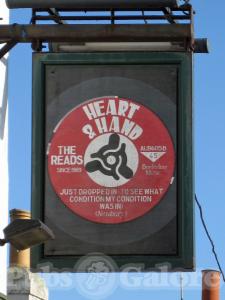 HEART
& HAND
THE
READS
SINCE 1989
45
JUST DROPPED IN TO SEE WHAT
CONDITION MY CONDITION
WAS IN!
(Newbury)
Pubs Galore